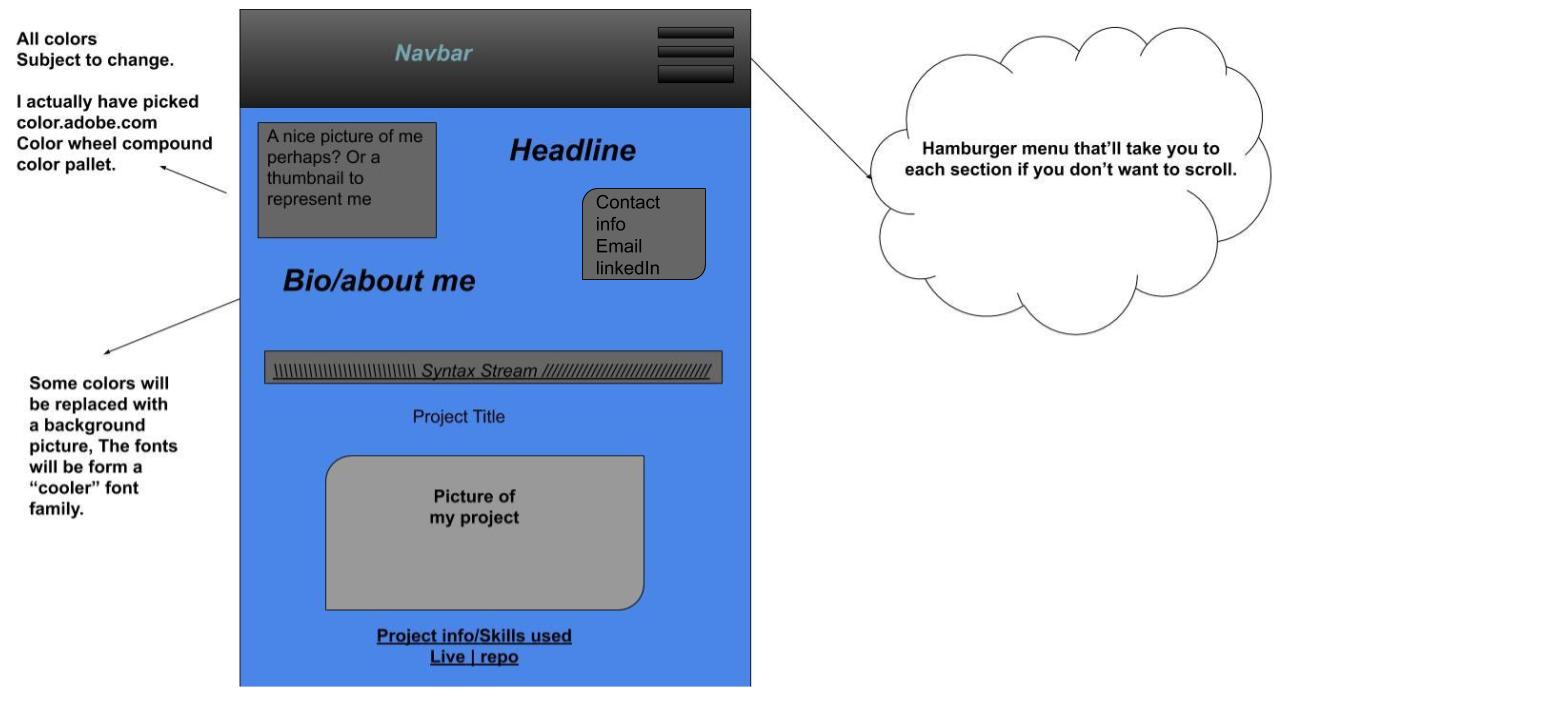 All colors
Subject to change.
I actually have picked
color.adobe.com
Color wheel compound
color pallet.
Some colors will
be replaced with
a background
picture, The fonts
will be form a
“cooler” font
family.
Navbar
A nice picture of me
perhaps? Or a
thumbnail to
represent me
Headline
Contact
info
Email
linkedIn
Bio/about me
\\\\\\\\\\\\\\\\\\\\\\\\\\\\\ Syntax Stream ///////////////////////////////////
Project Title
Picture of
my project
Project info/Skills used
Live | repo
Hamburger menu that’ll take you to
each section if you don’t want to scroll.